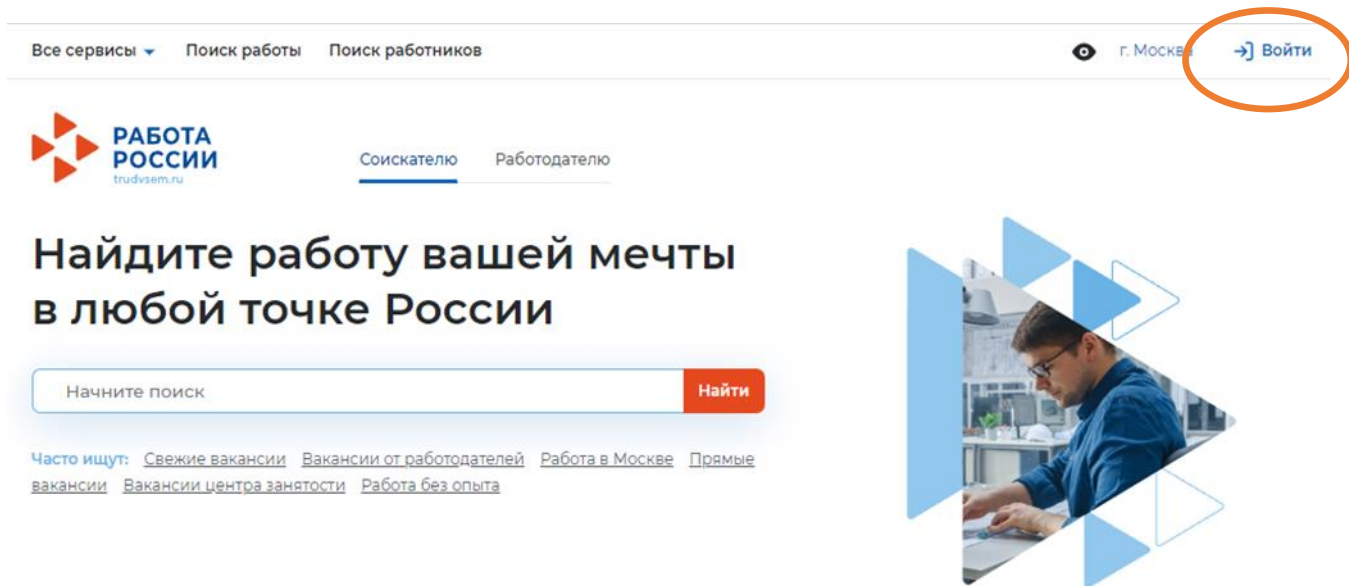 Все сервисы Поиск работы Поиск работников г. Москва Войти
РАБОТА
РОССИИ
trudvsem.ru
Соискателю Работодателю
Найдите работу вашей мечты
в любой точке России
Начните поиск Найти
Часто ищут: Свежие вакансии Вакансии от работодателей Работа в Москве Прямые
вакансии Вакансии центра занятости Работа без опыта